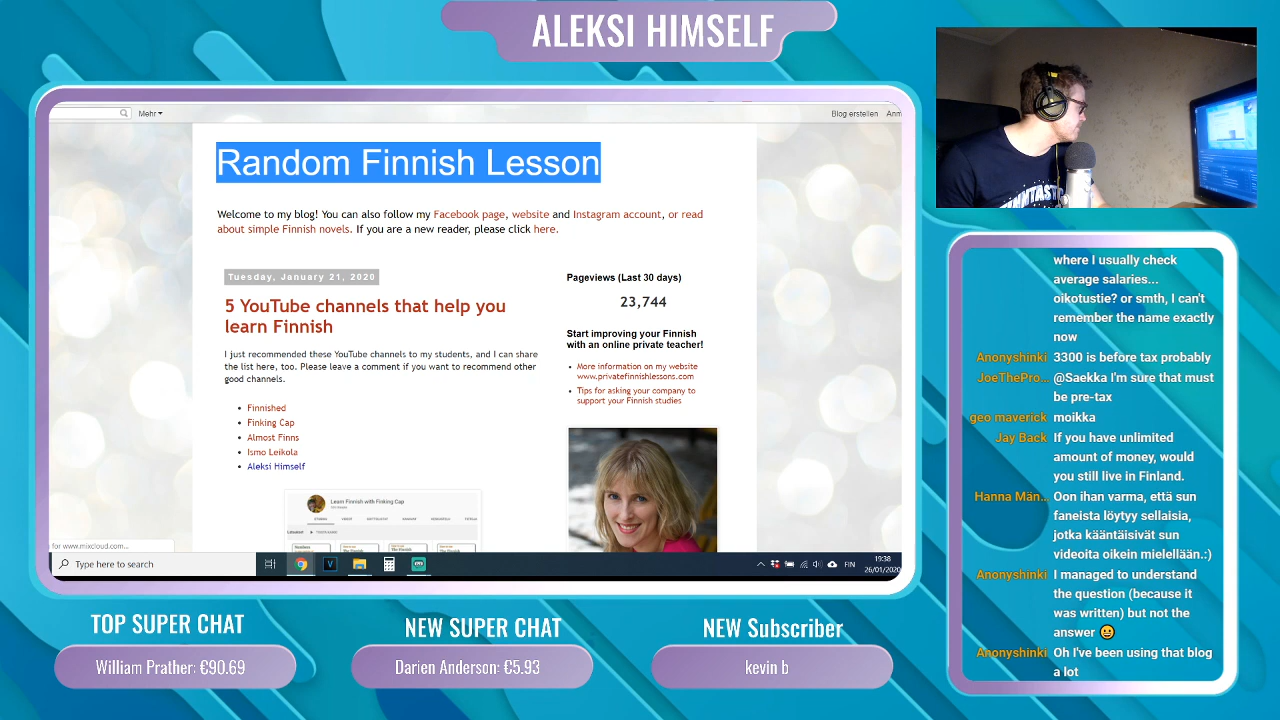 ALEKSI HIMSELF
Mehr
Blog erstellen
Random Finnish Lesson
Welcome to my blog! You can also follow my Facebook page, website and Instagram account, or read
about simple Finnish novels. If you are a new reader, please click here.
Tuesday, January 21, 2020
5 YouTube channels that help you
learn Finnish
I just recommended these YouTube channels to my students, and I can share
the list here, too. Please leave a comment if you want to recommend other
good channels.
Finnished
Finking Cap
Almost Finns
Ismo Leikola
Aleksi Himself
Learn Finnish with Finking Cap
Pageviews (Last 30 days)
23,744
Start improving your Finnish
with an online private teacher!
More information on my website
www.privatefinnishlessons.com
Tips for asking your company to
support your Finnish studies
for www.mixcloud.com...
Type here to search
FIN
19:38
26/01/2020
where I usually check
average salaries...
oikotustie? or smth, I can't
remember the name exactly
now
Anonyshinki 3300 is before tax probably
JoeThePro... @Saekka I'm sure that must
be pre-tax
geo maverick moikka
Jay Back If you have unlimited
amount of money, would
you still live in Finland.
Hanna Män... Oon ihan varma, että sun
faneista löytyy sellaisia,
jotka kääntäisivät sun
videoita oikein mielellään.:)
Anonyshinki I managed to understand
the question (because it
was written) but not the
answer 😐
Anonyshinki Oh I've been using that blog
a lot
TOP SUPER CHAT
William Prather: €90.69
NEW SUPER CHAT
Darien Anderson: €5.93
NEW Subscriber
kevin b